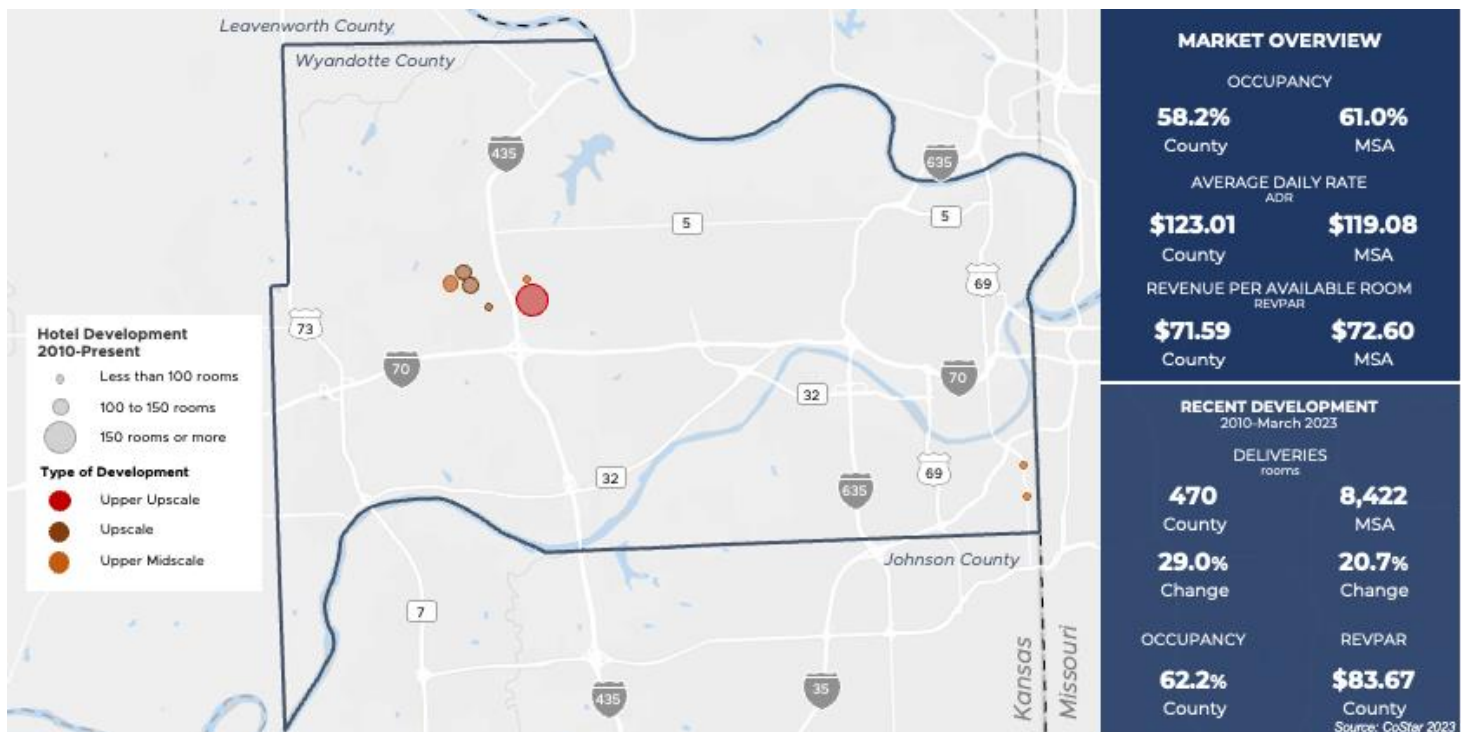 Leavenworth County
Wyandotte County
435
635
5
5
69
73
70
70
32
32
69
635
Johnson County
7
435
35
Kansas
Missouri
Hotel Development
2010-Present
Less than 100 rooms
100 to 150 rooms
150 rooms or more
Type of Development
Upper Upscale
Upscale
Upper Midscale
MARKET OVERVIEW
OCCUPANCY
58.2% 61.0%
County MSA
AVERAGE DAILY RATE
ADR
$123.01 $119.08
County MSA
REVENUE PER AVAILABLE ROOM
REVPAR
$71.59 $72.60
County MSA
RECENT DEVELOPMENT
2010-March 2023
DELIVERIES
rooms
470 8,422
County MSA
29.0% 20.7%
Change Change
OCCUPANCY REVPAR
62.2% $83.67
County County
Source: CoStar 2023